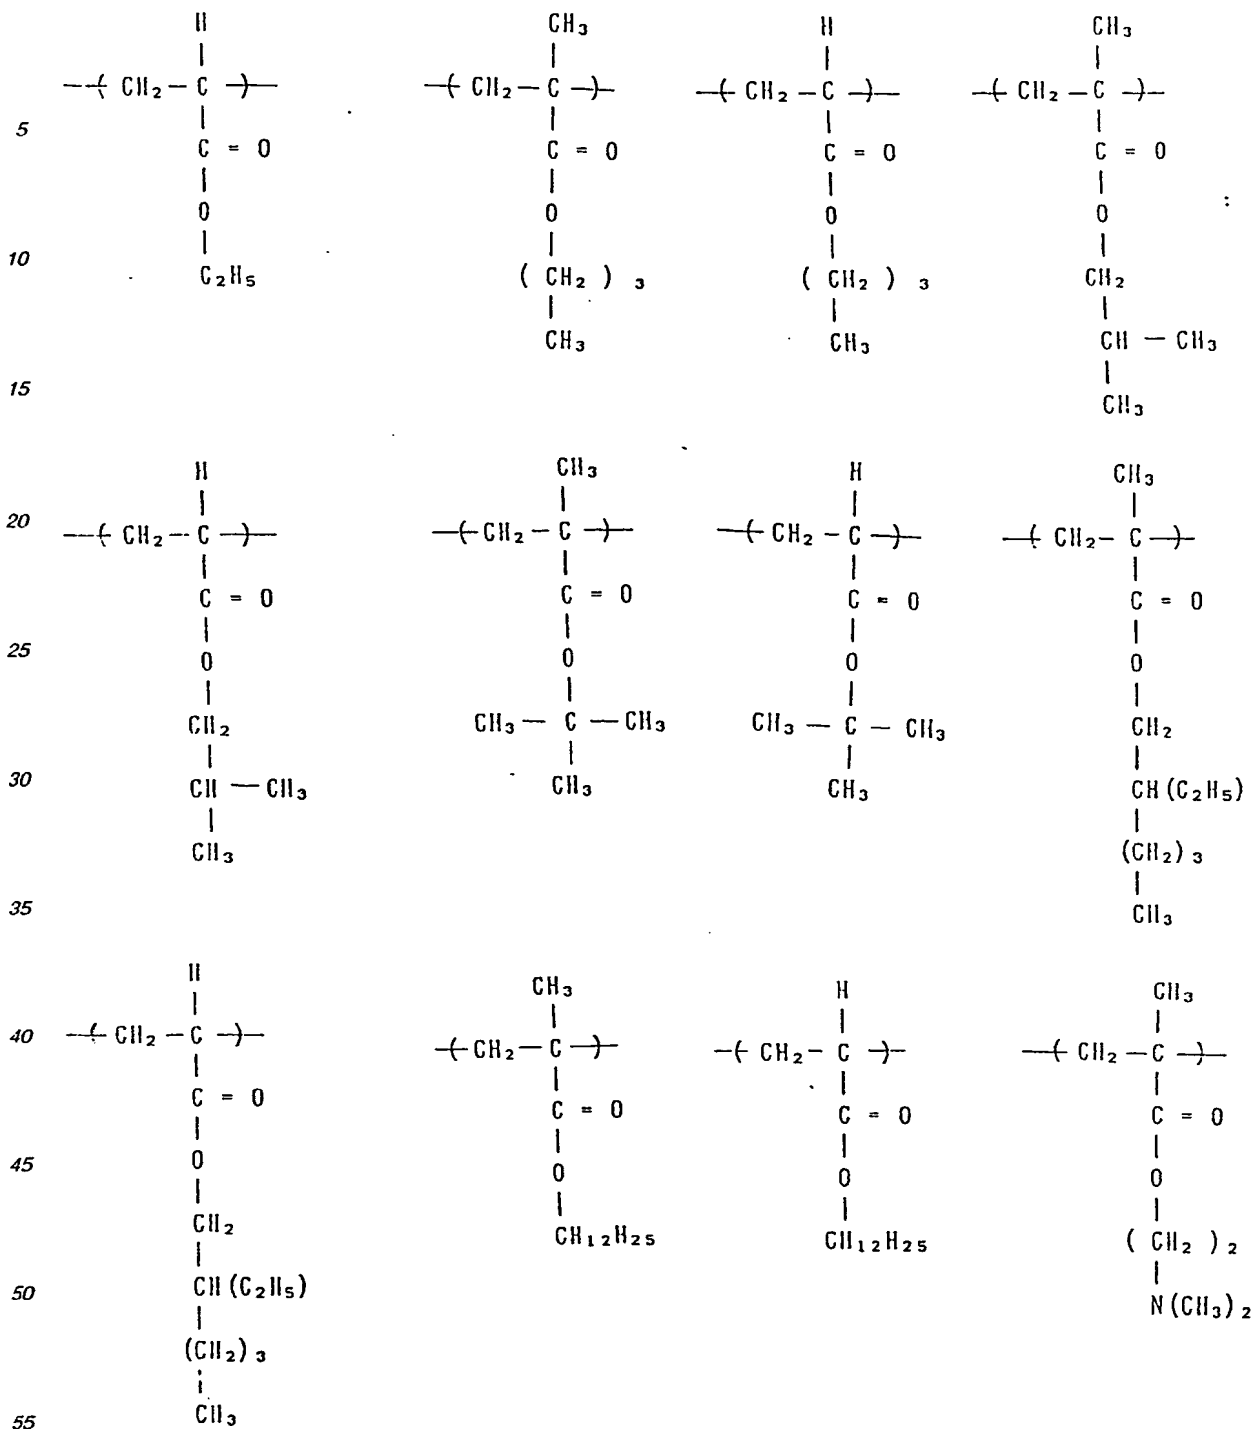 H CH₃ H CH₃
—( CH₂ — C )— —( CH₂ — C )— —( CH₂ — C )— —( CH₂ — C )—
5
C = O C = O C = O C = O
O O O O
10
C₂H₅ ( CH₂ ) ₃ ( CH₂ ) ₃ CH₂
CH₃ CH₃ CH — CH₃
15
CH₃
H CH₃ H CH₃
20
—( CH₂ — C )— —( CH₂ — C )— —( CH₂ — C )— —( CH₂ — C )—
C = O C = O C = O C = O
25
O O O O
CH₂ CH₃ — C — CH₃ CH₃ — C — CH₃ CH₂
30
CH — CH₃ CH₃ CH₃ CH(C₂H₅)
CH₃ (CH₂)₃
35
CH₃
H CH₃ H CH₃
40
—( CH₂ — C )— —( CH₂ — C )— —( CH₂ — C )— —( CH₂ — C )—
C = O C = O C = O C = O
45
O O O O
CH₂ CH₁₂H₂₅ CH₁₂H₂₅ ( CH₂ )₂
50
CH(C₂H₅) N(CH₃)₂
(CH₂)₃
CH₃
55